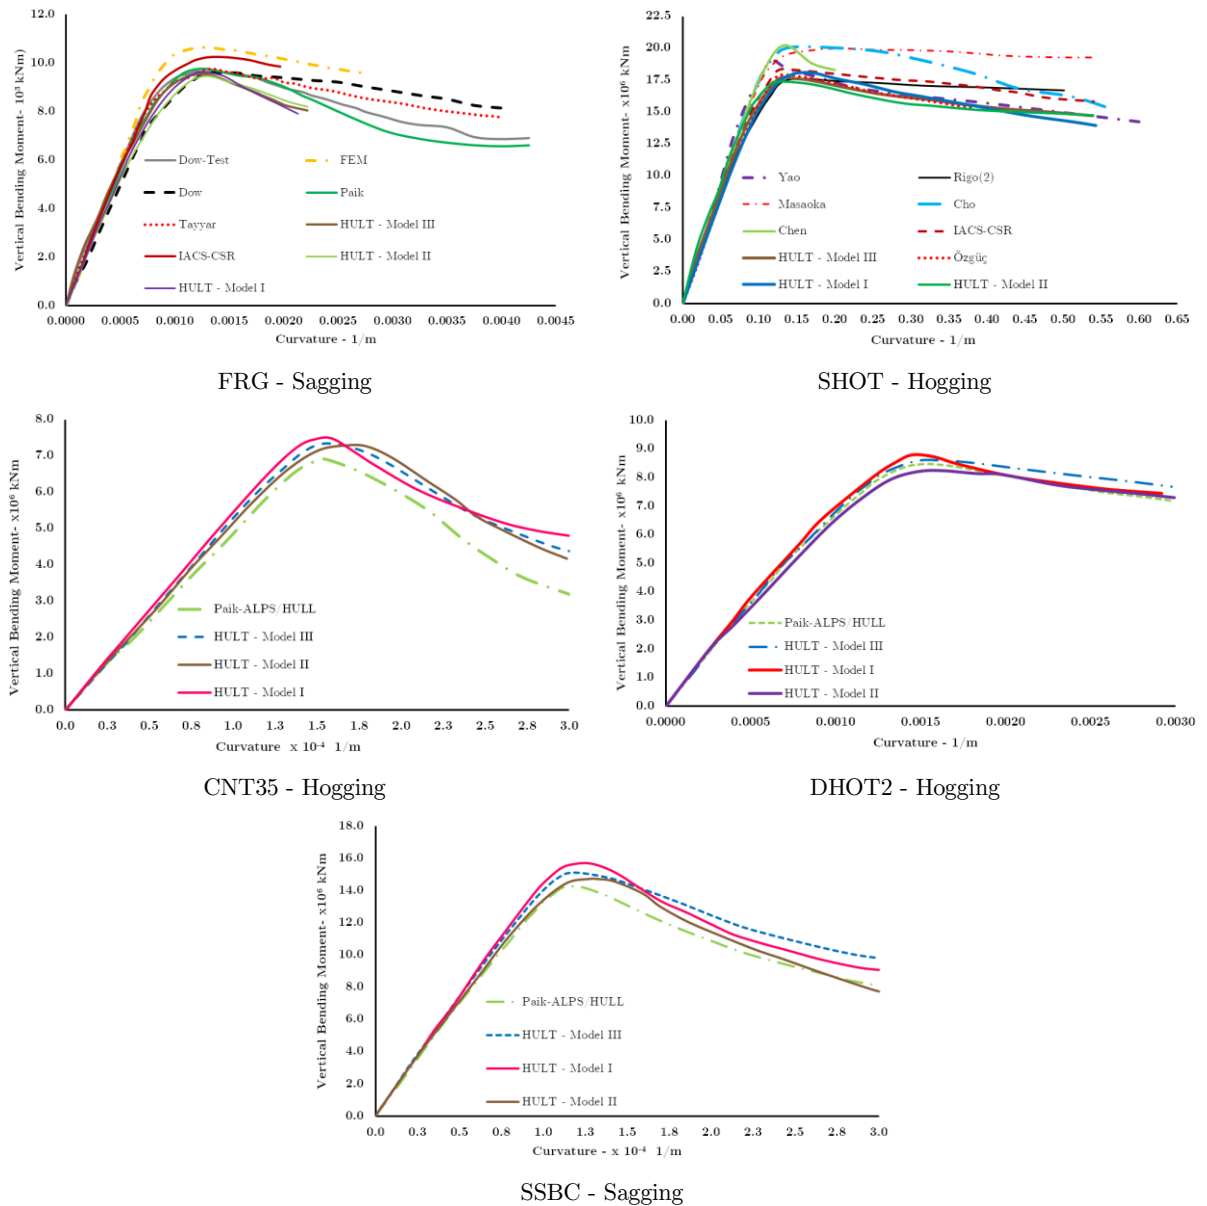 Vertical Bending Moment- 10³ kNm)
12.0
10.0
8.0
6.0
4.0
2.0
0.0
Dow-Test
FEM
Dow
Paik
Tayyar
HULT - Model III
IACS-CSR
HULT - Model II
HULT - Model I
0.0000 0.0005 0.0010 0.0015 0.0020 0.0025 0.0030 0.0035 0.0040 0.0045
Curvature - 1/m
FRG - Sagging
Vertical Bending Moment- x10⁶ kNm
22.5
20.0
17.5
15.0
12.5
10.0
7.5
5.0
2.5
0.0
Yao
Rigo(2)
Masaoka
Cho
Chen
IACS-CSR
HULT - Model III
Özgüç
HULT - Model I
HULT - Model II
0.00 0.05 0.10 0.15 0.20 0.25 0.30 0.35 0.40 0.45 0.50 0.55 0.60 0.65
Curvature - 1/m
SHOT - Hogging
Vertical Bending Moment- x10⁶ kNm
8.0
7.0
6.0
5.0
4.0
3.0
2.0
1.0
0.0
Paik-ALPS/HULL
HULT - Model III
HULT - Model II
HULT - Model I
0.0 0.3 0.5 0.8 1.0 1.3 1.5 1.8 2.0 2.3 2.5 2.8 3.0
Curvature x 10⁻⁴ 1/m
CNT35 - Hogging
Vertical Bending Moment- x10⁶ kNm
10.0
9.0
8.0
7.0
6.0
5.0
4.0
3.0
2.0
1.0
0.0
Paik-ALPS/HULL
HULT - Model III
HULT - Model I
HULT - Model II
0.0000 0.0005 0.0010 0.0015 0.0020 0.0025 0.0030
Curvature - 1/m
DHOT2 - Hogging
Vertical Bending Moment- x10⁶ kNm
18.0
16.0
14.0
12.0
10.0
8.0
6.0
4.0
2.0
0.0
Paik-ALPS/HULL
HULT - Model III
HULT - Model I
HULT - Model II
0.0 0.3 0.5 0.8 1.0 1.3 1.5 1.8 2.0 2.3 2.5 2.8 3.0
Curvature - x 10⁻⁴ 1/m
SSBC - Sagging